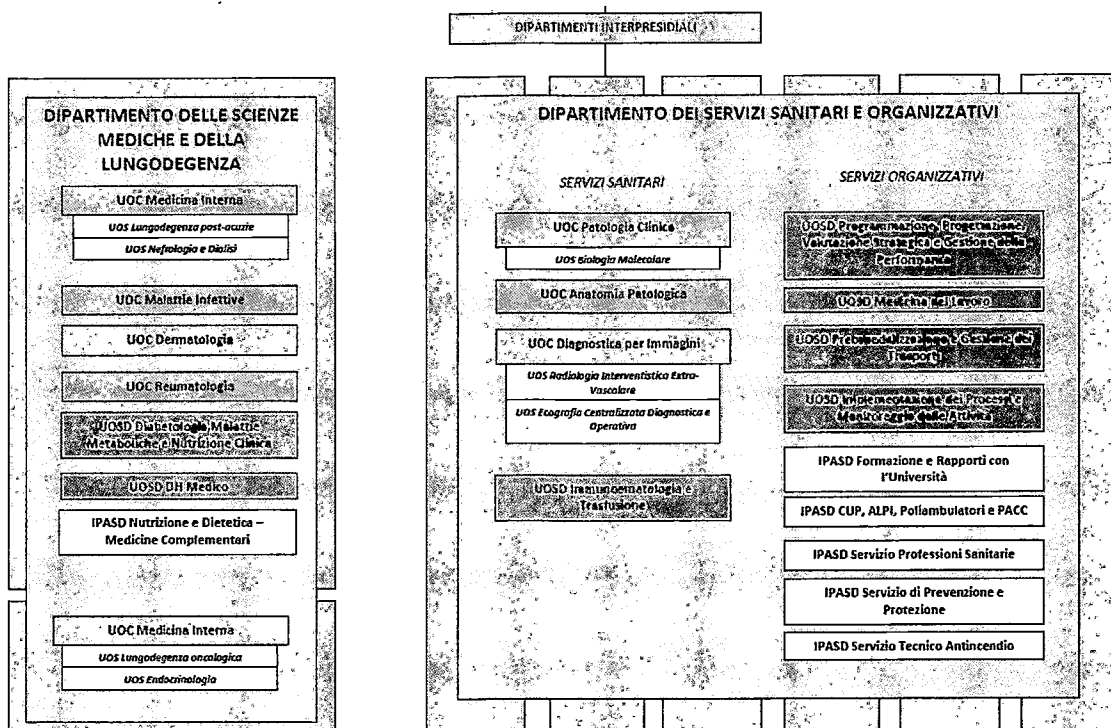 DIPARTIMENTI INTERPRESIDIALI
DIPARTIMENTO DELLE SCIENZE
MEDICHE E DELLA
LUNGODEGENZA
UOC Medicina Interna
UOS Lungodegenza post-acuzie
UOS Nefrologia e Dialisi
UOC Malattie Infettive
UOC Dermatologia
UOC Reumatologia
UOSD Diabetologia Malattie
Metaboliche e Nutrizione Clinica
UOSD DH Medico
IPASD Nutrizione e Dietetica –
Medicine Complementari
UOC Medicina Interna
UOS Lungodegenza oncologica
UOS Endocrinologia
DIPARTIMENTO DEI SERVIZI SANITARI E ORGANIZZATIVI
SERVIZI SANITARI
UOC Patologia Clinica
UOS Biologia Molecolare
UOC Anatomia Patologica
UOC Diagnostica per Immagini
UOS Radiologia Interventistica Extra-
Vascolare
UOS Ecografia Centralizzata Diagnostica e
Operativa
UOSD Immunoematologia e
Trasfusione
SERVIZI ORGANIZZATIVI
UOSD Programmazione, Progettazione,
Valutazione Strategica e Gestione della
Performance
UOSD Medicina del Lavoro
UOSD Preospedalizzazione e Gestione dei
Trasporti
UOSD Implementazione dei Processi e
Monitoraggio delle Attività
IPASD Formazione e Rapporti con
l'Università
IPASD CUP, ALPI, Poliambulatori e PACC
IPASD Servizio Professioni Sanitarie
IPASD Servizio di Prevenzione e
Protezione
IPASD Servizio Tecnico Antincendio